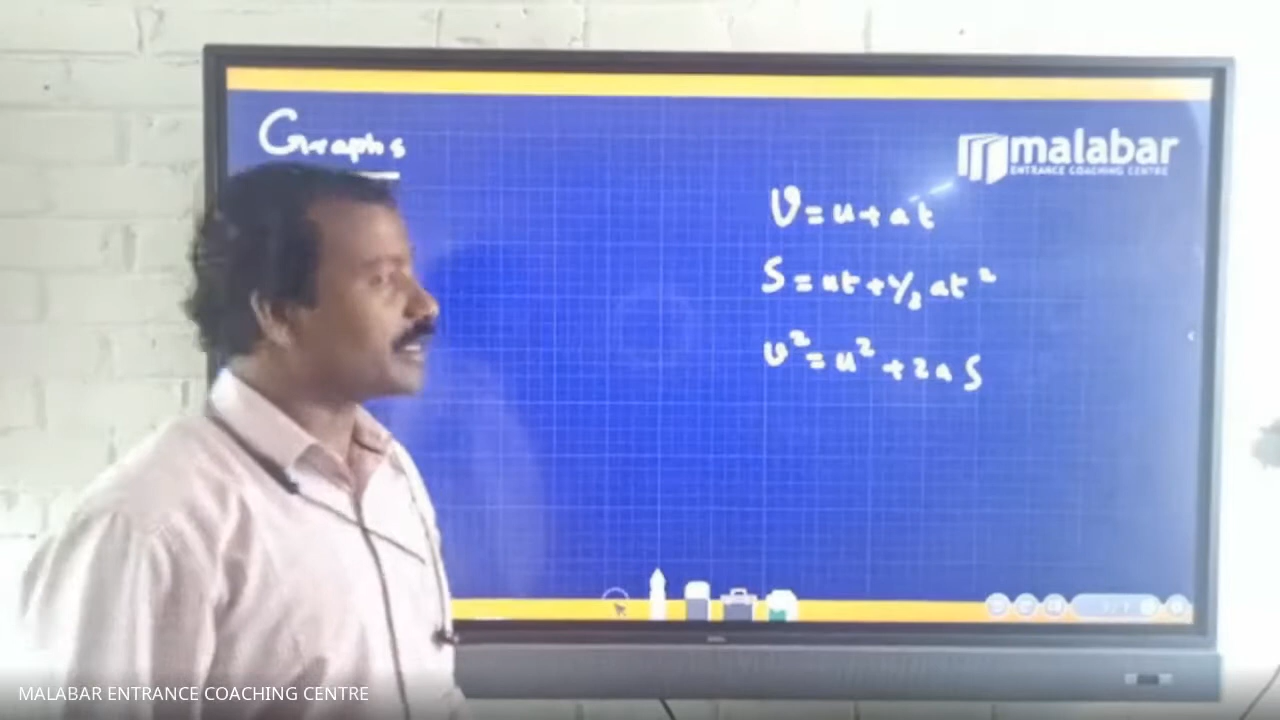 Graphs
malabar
ENTRANCE COACHING CENTRE
V = u + at
S = ut + 1/2 at²
v² = u² + 2aS
MALABAR ENTRANCE COACHING CENTRE